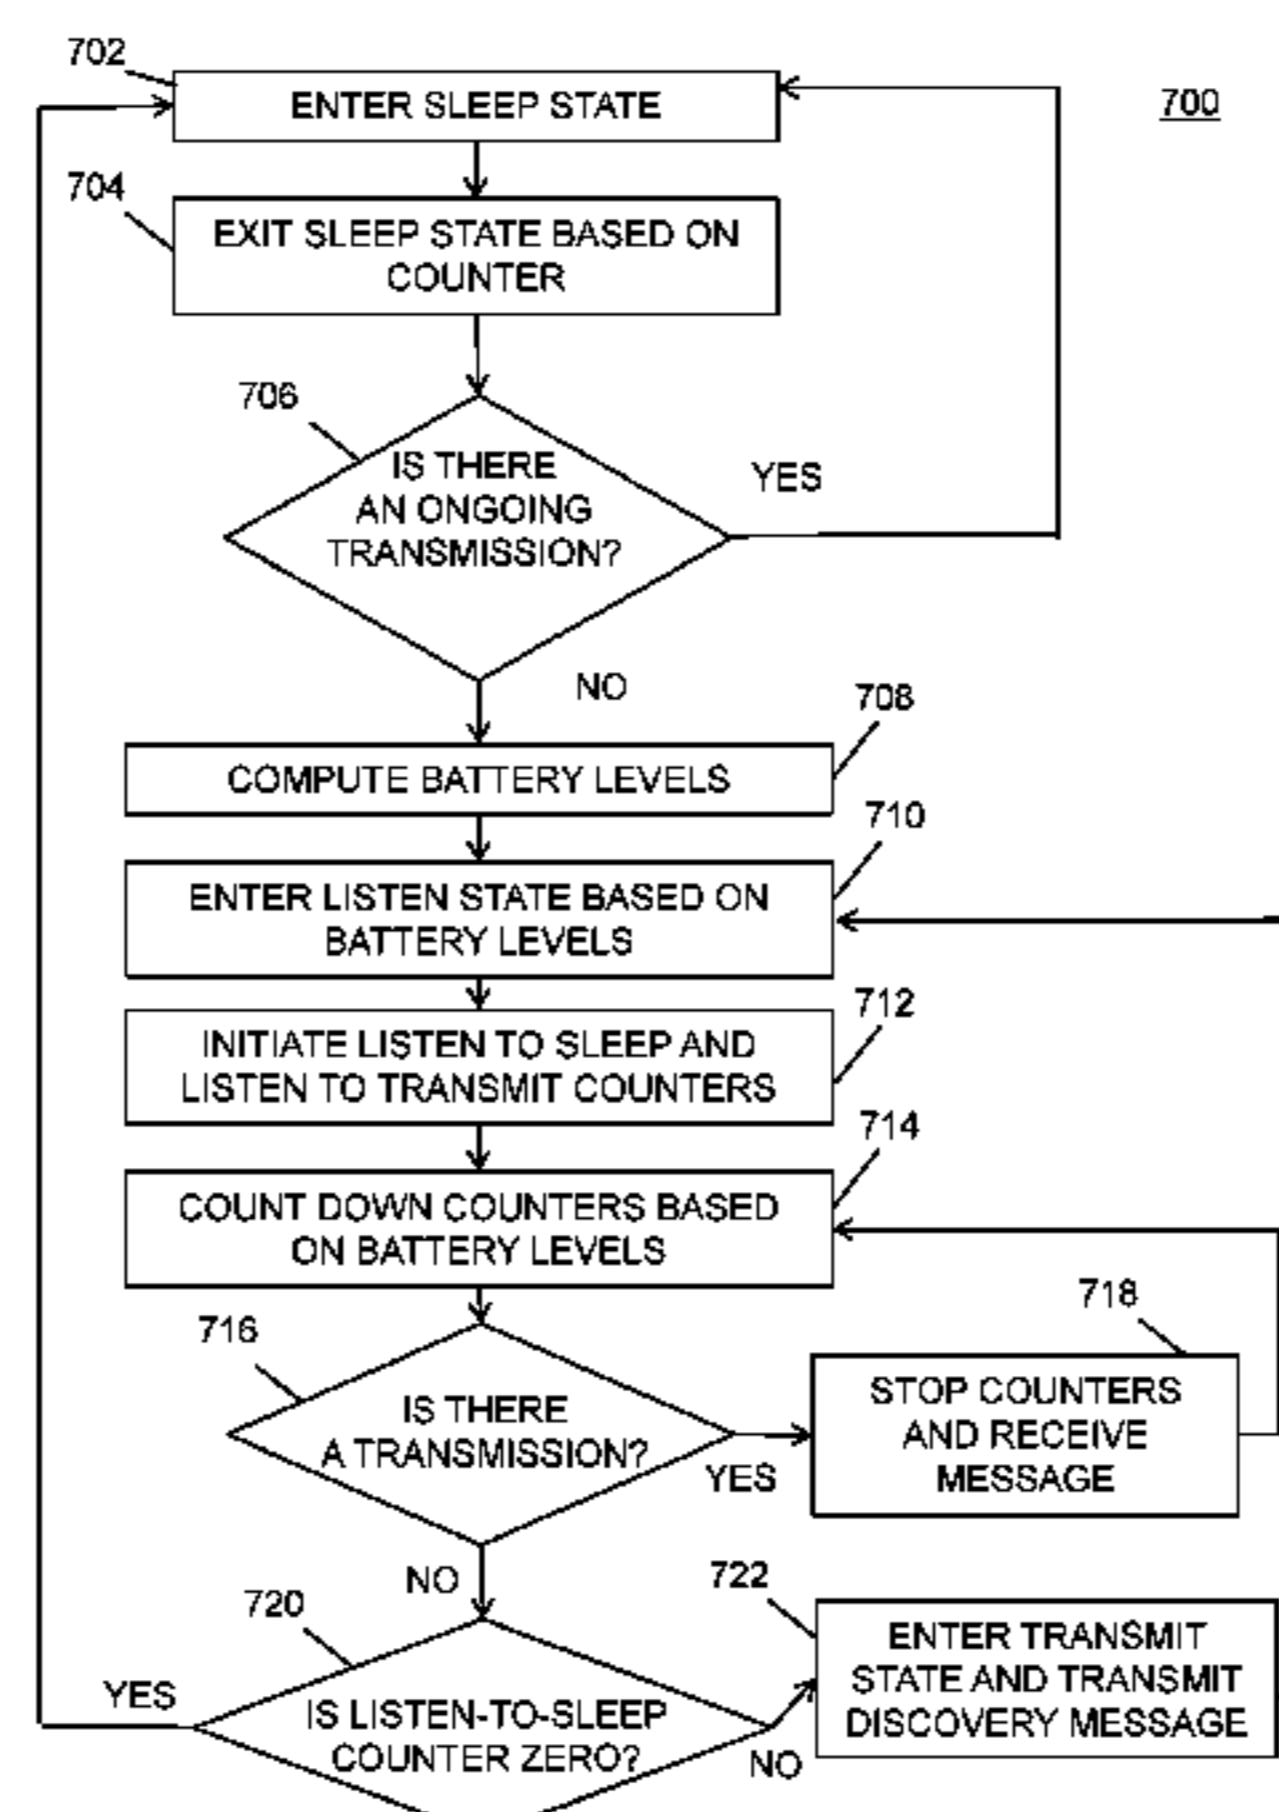 702
ENTER SLEEP STATE
700
704
EXIT SLEEP STATE BASED ON
COUNTER
706
IS THERE
AN ONGOING
TRANSMISSION?
YES
NO
708
COMPUTE BATTERY LEVELS
710
ENTER LISTEN STATE BASED ON
BATTERY LEVELS
712
INITIATE LISTEN TO SLEEP AND
LISTEN TO TRANSMIT COUNTERS
714
COUNT DOWN COUNTERS BASED
ON BATTERY LEVELS
716
IS THERE
A TRANSMISSION?
YES
718
STOP COUNTERS
AND RECEIVE
MESSAGE
NO
720
IS LISTEN-TO-SLEEP
COUNTER ZERO?
YES
NO
722
ENTER TRANSMIT
STATE AND TRANSMIT
DISCOVERY MESSAGE